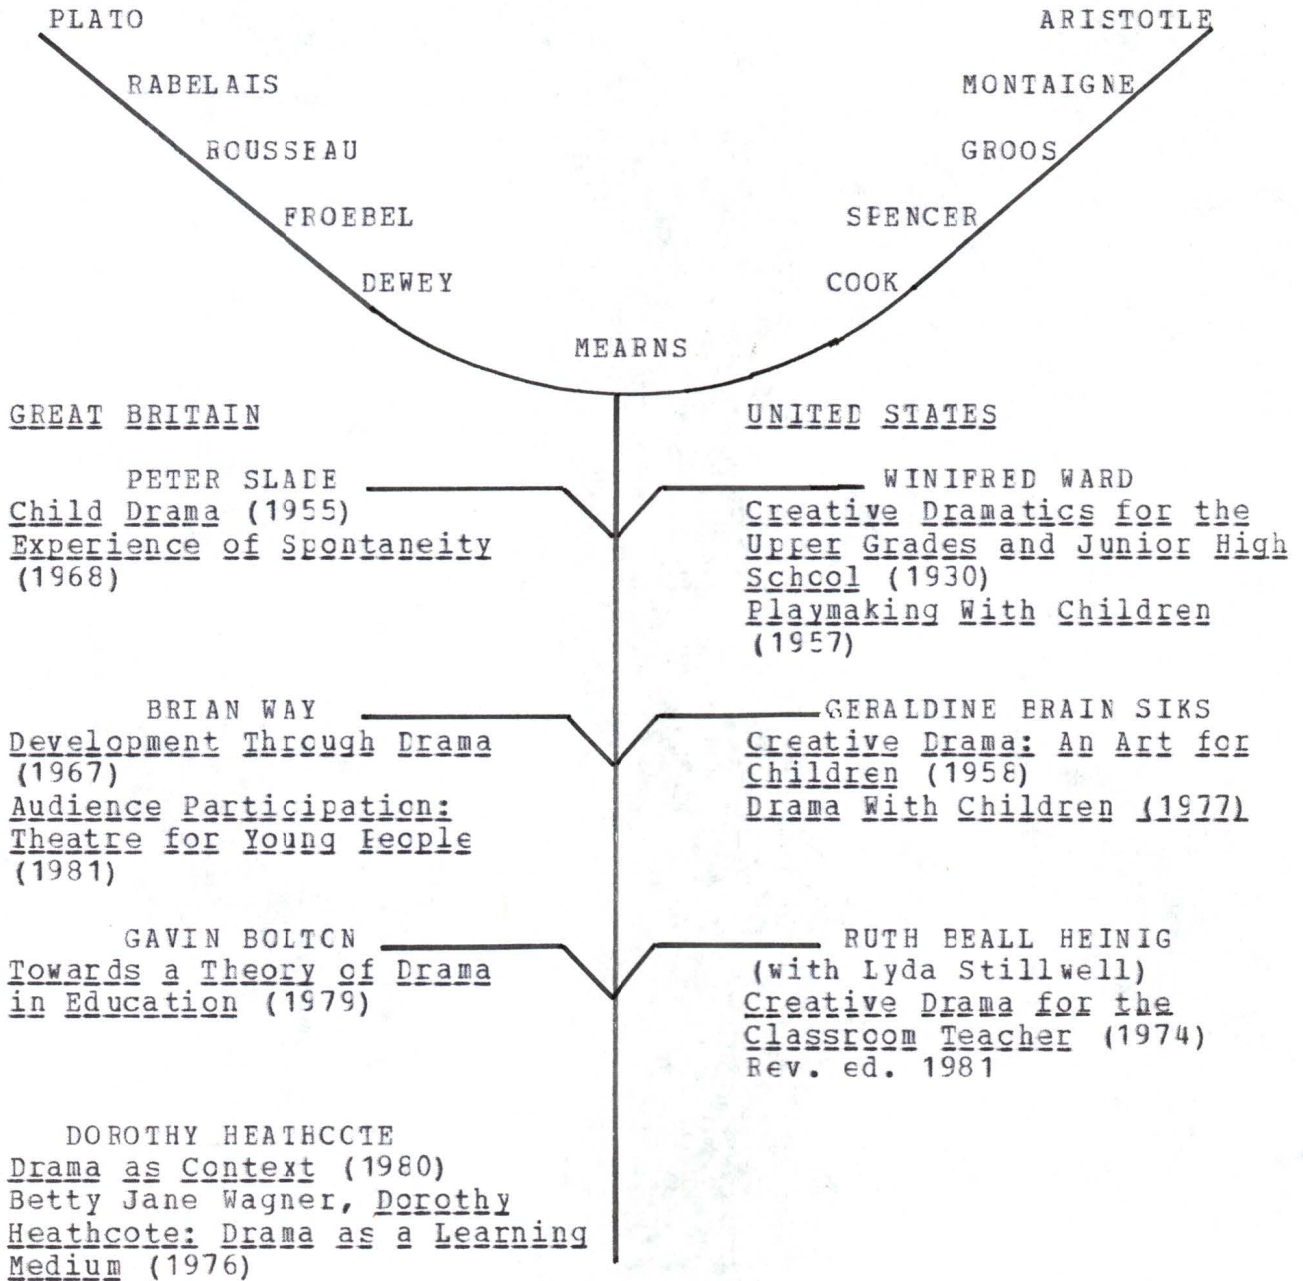 PLATO
ARISTOTLE
RABELAIS
MONTAIGNE
ROUSSEAU
GROOS
FROEBEL
SPENCER
DEWEY
COOK
MEARNS
GREAT BRITAIN
PETER SLADE
Child Drama (1955)
Experience of Spontaneity
(1968)
BRIAN WAY
Development Through Drama
(1967)
Audience Participation:
Theatre for Young People
(1981)
GAVIN BOLTON
Towards a Theory of Drama
in Education (1979)
DOROTHY HEATHCOTE
Drama as Context (1980)
Betty Jane Wagner, Dorothy
Heathcote: Drama as a Learning
Medium (1976)
UNITED STATES
WINIFRED WARD
Creative Dramatics for the
Upper Grades and Junior High
School (1930)
Playmaking With Children
(1957)
GERALDINE BRAIN SIKS
Creative Drama: An Art for
Children (1958)
Drama With Children (1977)
RUTH BEALL HEINIG
(with Lyda Stillwell)
Creative Drama for the
Classroom Teacher (1974)
Rev. ed. 1981